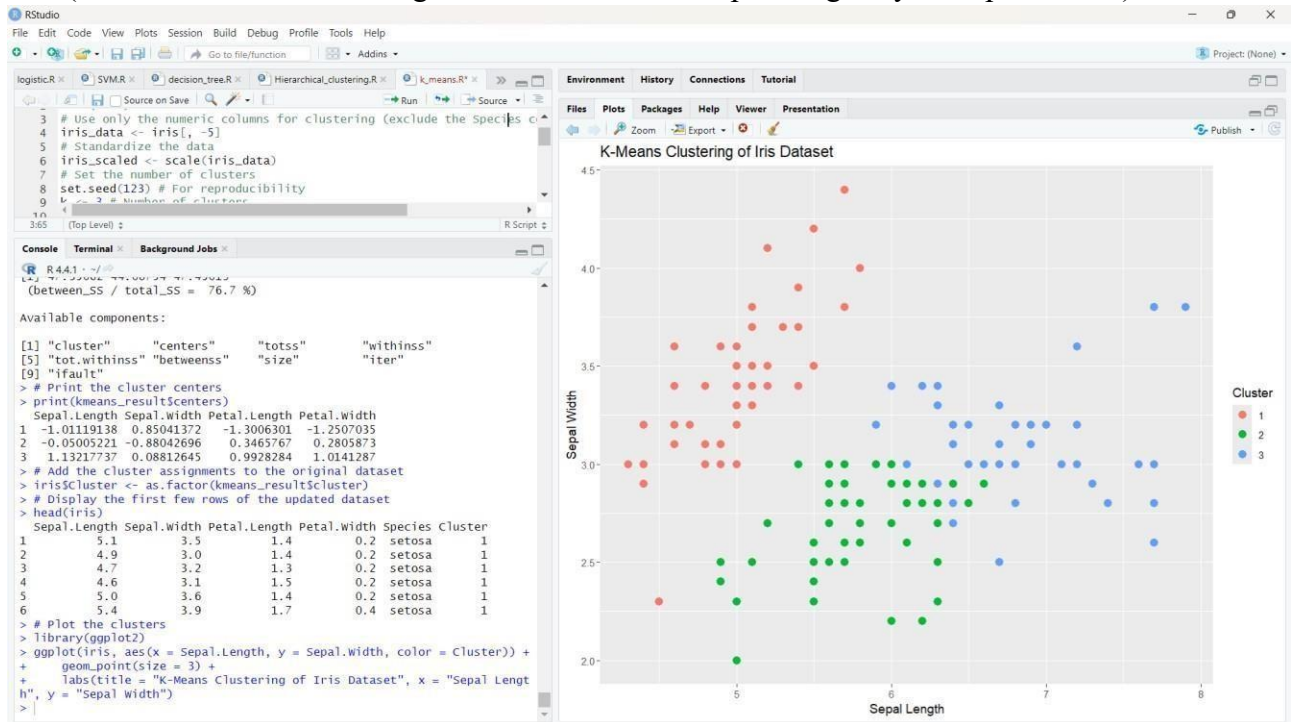 RStudio
File Edit Code View Plots Session Build Debug Profile Tools Help
Go to file/function
Addins
Project: (None)
logistic.R
SVM.R
decision_tree.R
Hierarchical_clustering.R
k_means.R*
Source on Save
Run
Source
3 # Use only the numeric columns for clustering (exclude the Species c
4 iris_data <- iris[, -5]
5 # Standardize the data
6 iris_scaled <- scale(iris_data)
7 # Set the number of clusters
8 set.seed(123) # For reproducibility
9 k <- 3 # Number of clusters
10
3:65 (Top Level) R Script
Console Terminal Background Jobs
R 4.4.1 · ~/
(between_SS / total_SS = 76.7 %)
Available components:
[1] "cluster" "centers" "totss" "withinss"
[5] "tot.withinss" "betweenss" "size" "iter"
[9] "ifault"
> # Print the cluster centers
> print(kmeans_result$centers)
Sepal.Length Sepal.Width Petal.Length Petal.Width
1 -1.01119138 0.85041372 -1.3006301 -1.2507035
2 -0.05005221 -0.88042696 0.3465767 0.2805873
3 1.13217737 0.08812645 0.9928284 1.0141287
> # Add the cluster assignments to the original dataset
> iris$Cluster <- as.factor(kmeans_result$cluster)
> # Display the first few rows of the updated dataset
> head(iris)
Sepal.Length Sepal.Width Petal.Length Petal.Width Species Cluster
1 5.1 3.5 1.4 0.2 setosa 1
2 4.9 3.0 1.4 0.2 setosa 1
3 4.7 3.2 1.3 0.2 setosa 1
4 4.6 3.1 1.5 0.2 setosa 1
5 5.0 3.6 1.4 0.2 setosa 1
6 5.4 3.9 1.7 0.4 setosa 1
> # Plot the clusters
> library(ggplot2)
> ggplot(iris, aes(x = Sepal.Length, y = Sepal.Width, color = Cluster)) +
+ geom_point(size = 3) +
+ labs(title = "K-Means Clustering of Iris Dataset", x = "Sepal Lengt
h", y = "Sepal Width")
>
Environment History Connections Tutorial
Files Plots Packages Help Viewer Presentation
Zoom Export Publish
K-Means Clustering of Iris Dataset
4.5
4.0
3.5
3.0
2.5
2.0
Sepal Width
5 6 7 8
Sepal Length
Cluster
1
2
3